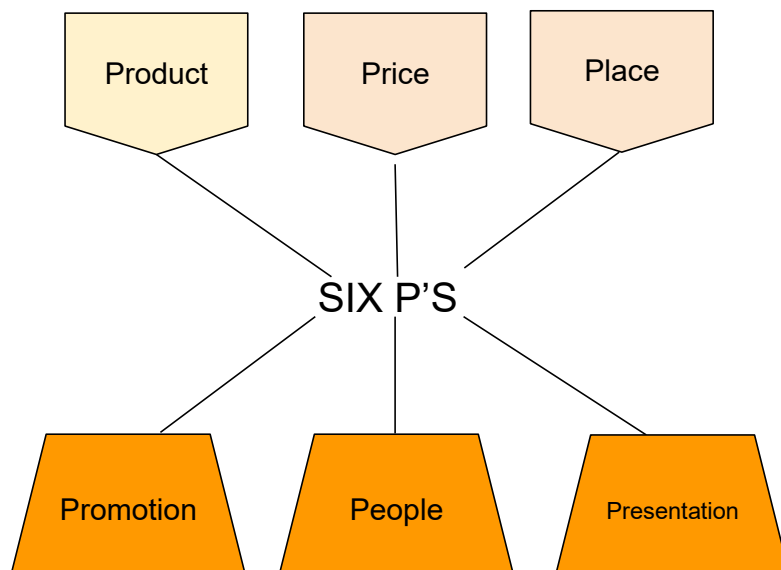 Product
Price
Place
SIX P’S
Promotion
People
Presentation